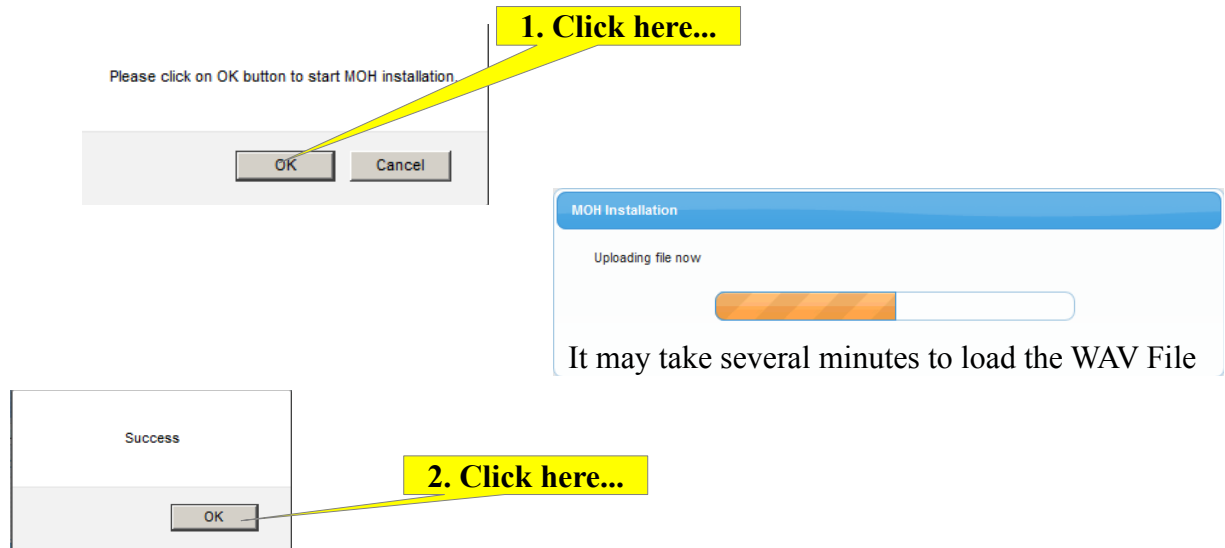 1. Click here...
Please click on OK button to start MOH installation.
OK
Cancel
MOH Installation
Uploading file now
It may take several minutes to load the WAV File
Success
2. Click here...
OK